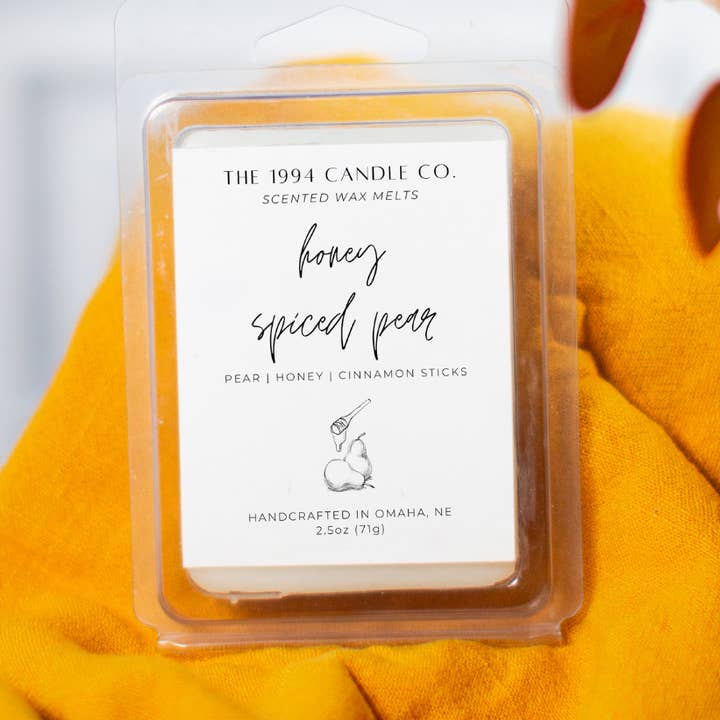 THE 1994 CANDLE CO.
SCENTED WAX MELTS
honey
spiced pear
PEAR | HONEY | CINNAMON STICKS
HANDCRAFTED IN OMAHA, NE
2.5oz (71g)